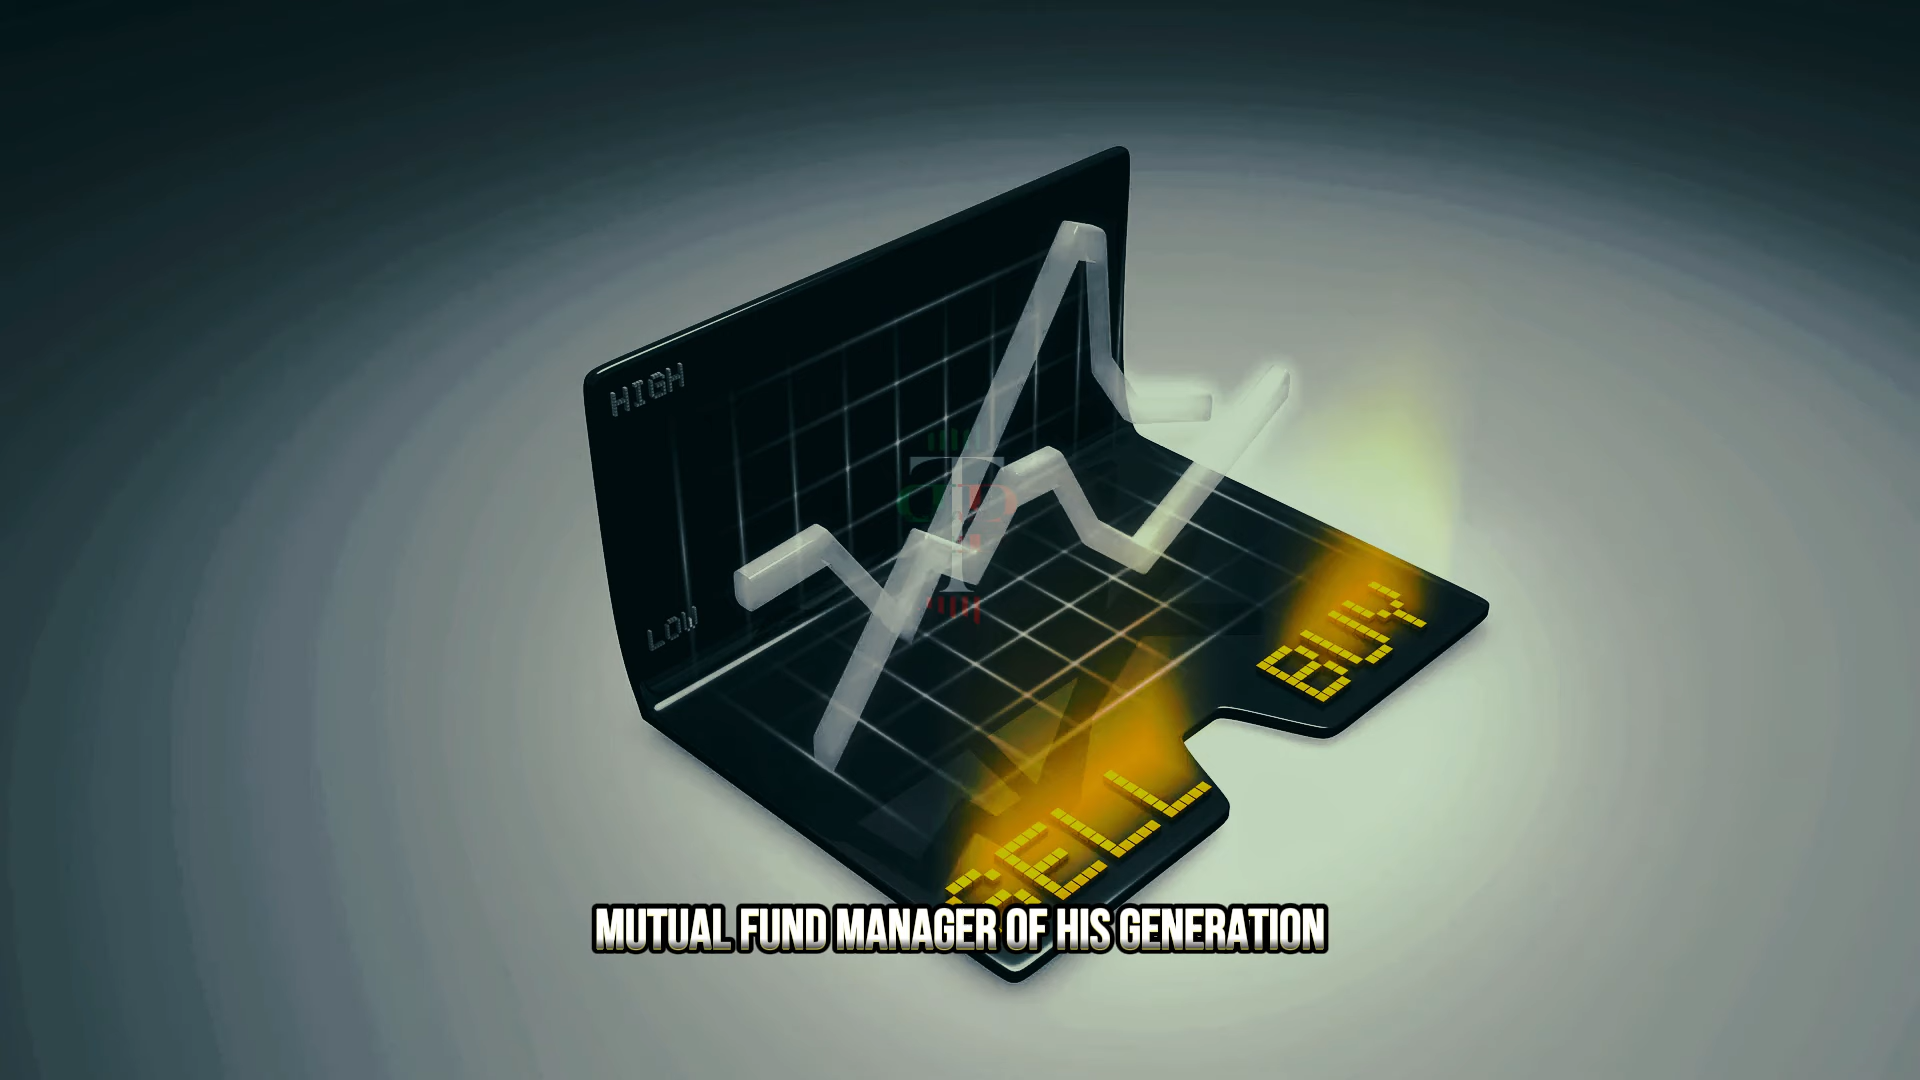 HIGH
LOW
BUY
SELL
MUTUAL FUND MANAGER OF HIS GENERATION